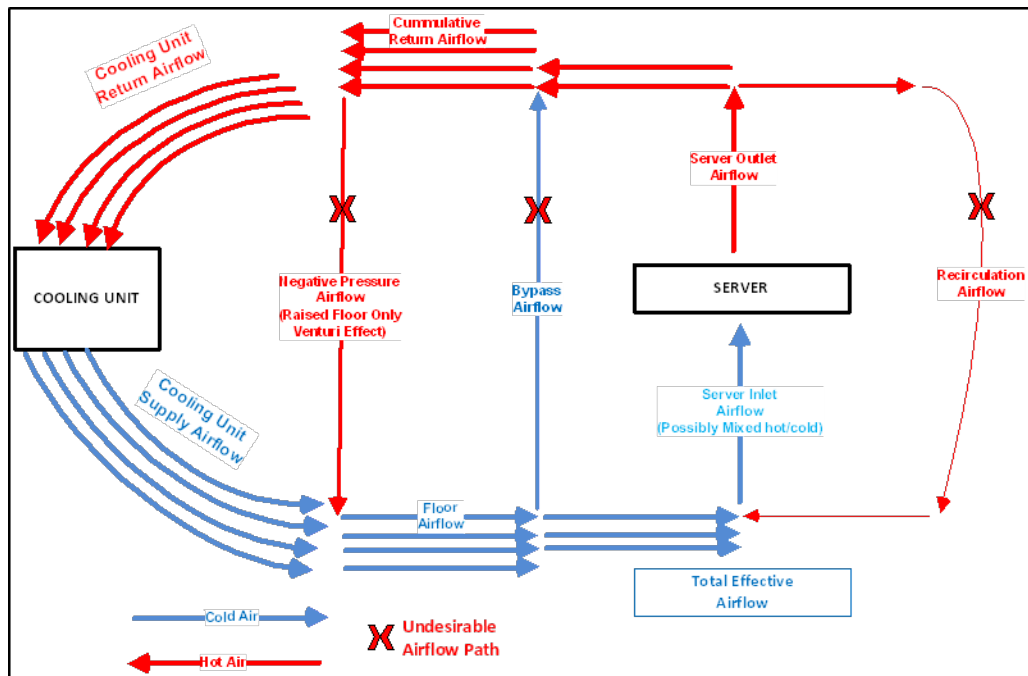 Cummulative
Return Airflow
Cooling Unit
Return Airflow
Server Outlet
Airflow
X
X
X
COOLING UNIT
Negative Pressure
Airflow
(Raised Floor Only
Venturi Effect)
Bypass
Airflow
SERVER
Recirculation
Airflow
Cooling Unit
Supply Airflow
Server Inlet
Airflow
(Possibly Mixed hot/cold)
Floor
Airflow
Total Effective
Airflow
Cold Air
Hot Air
X
Undesirable
Airflow Path